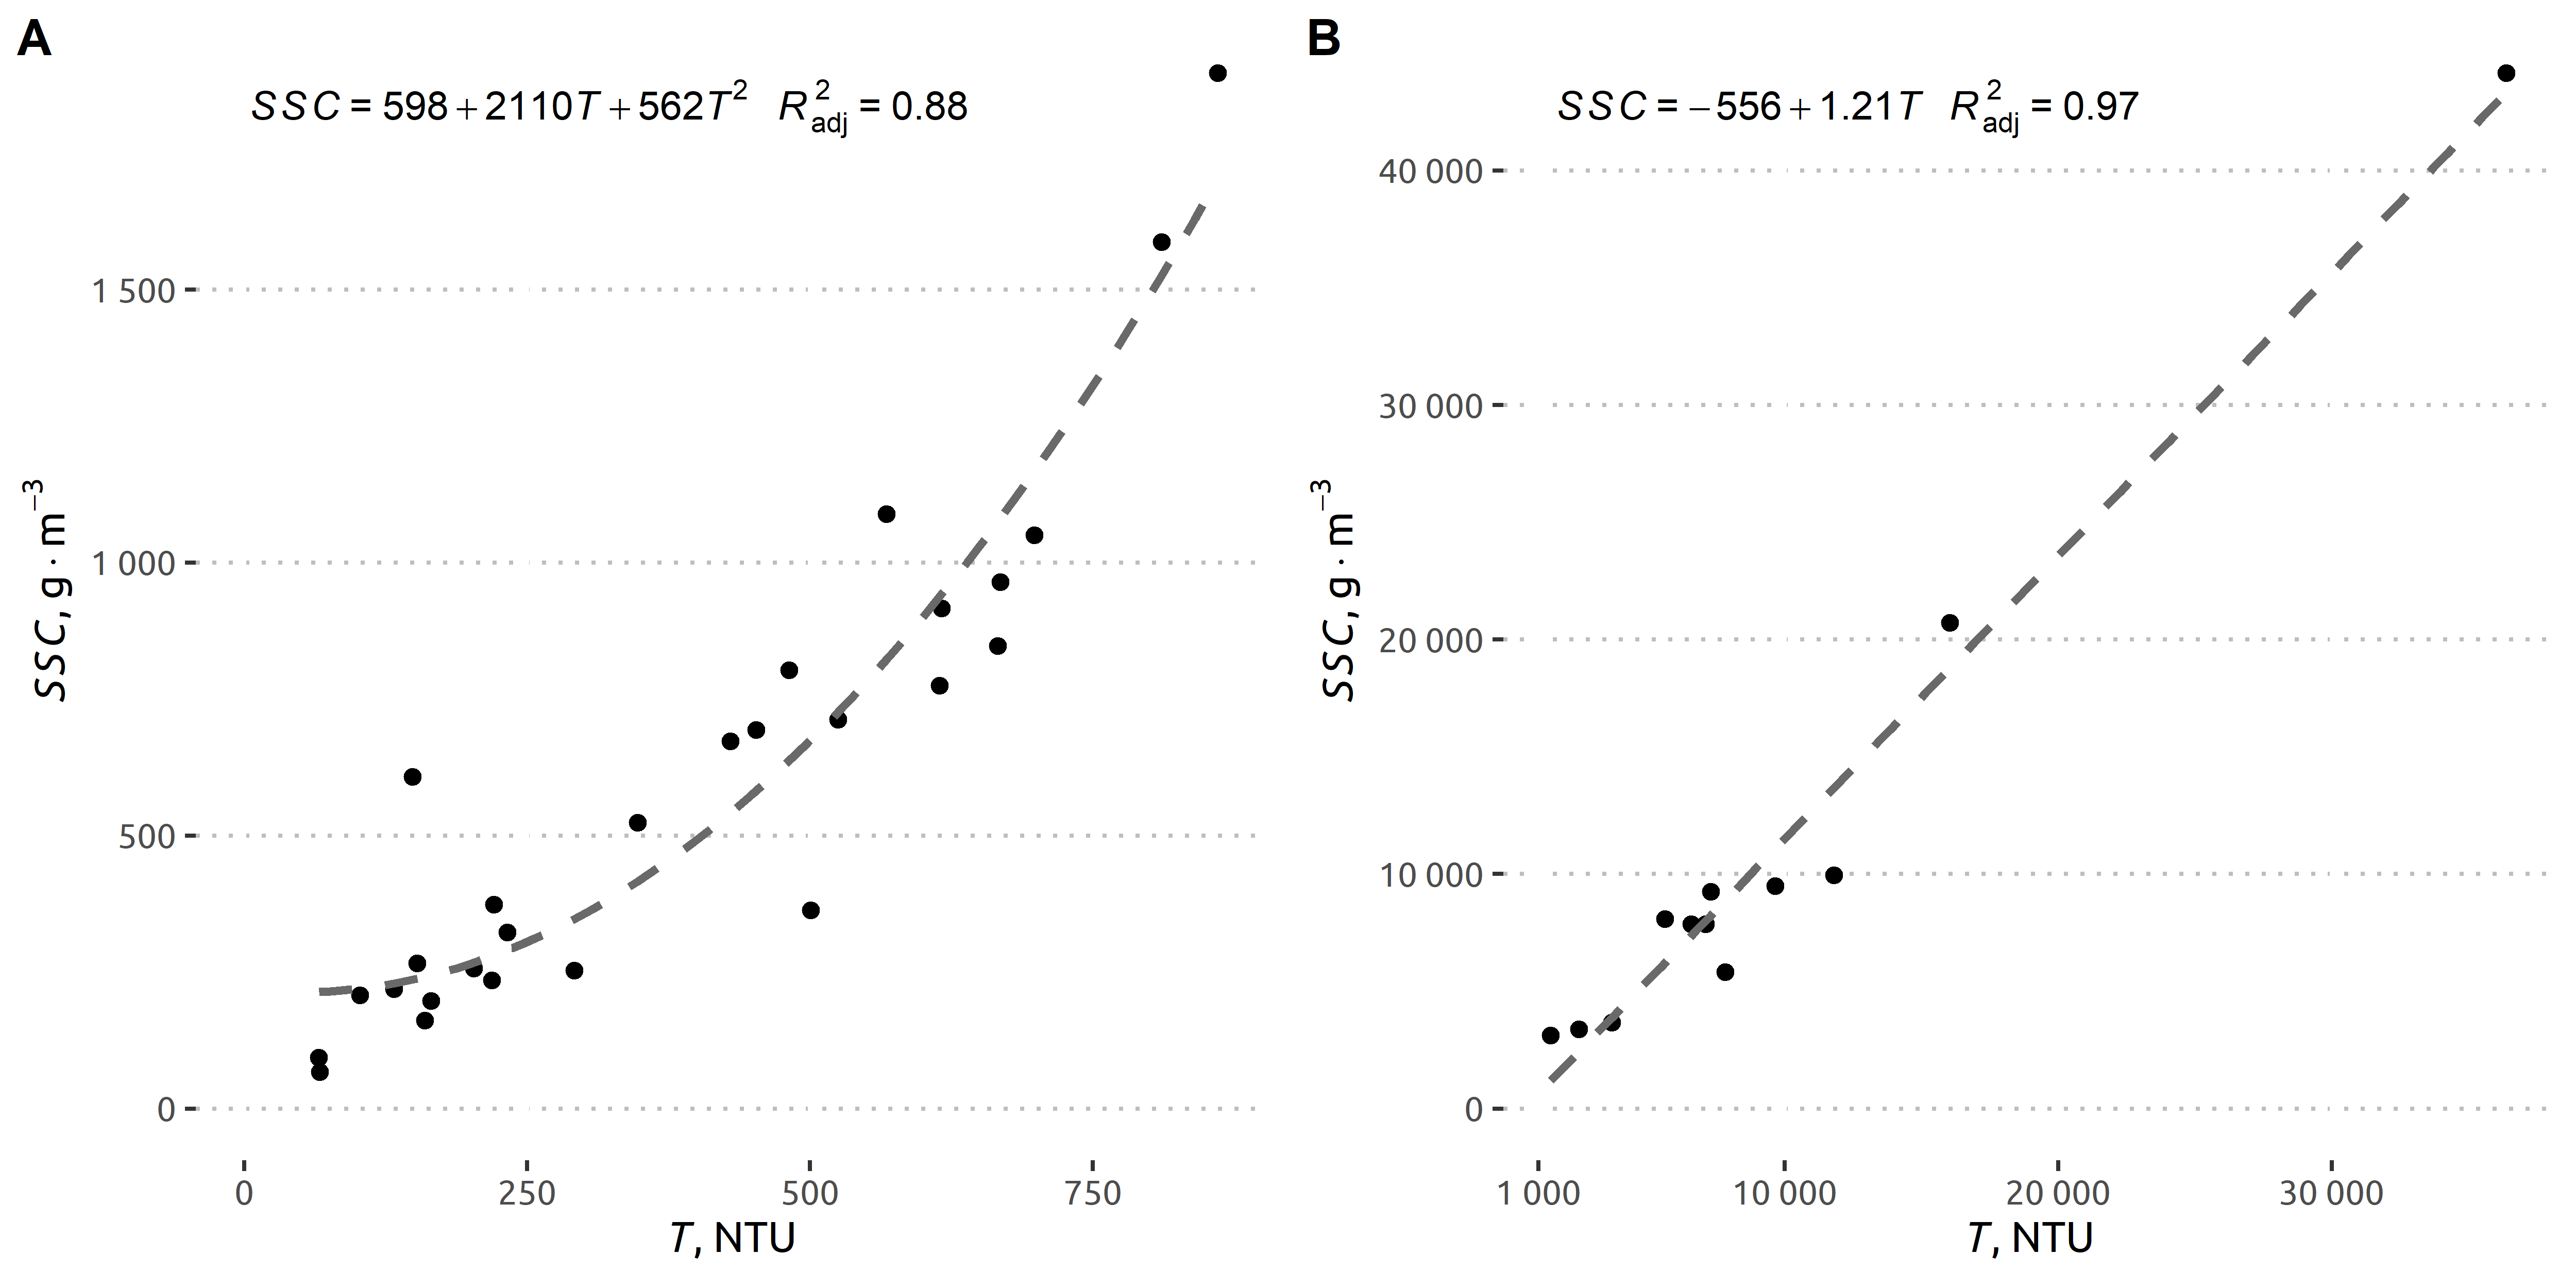 A
SSC = 598 + 2110T + 562T² R²adj = 0.88
1 500
1 000
500
0
SSC, g · m⁻³
0 250 500 750
T, NTU
B
SSC = −556 + 1.21T R²adj = 0.97
40 000
30 000
20 000
10 000
0
SSC, g · m⁻³
1 000 10 000 20 000 30 000
T, NTU